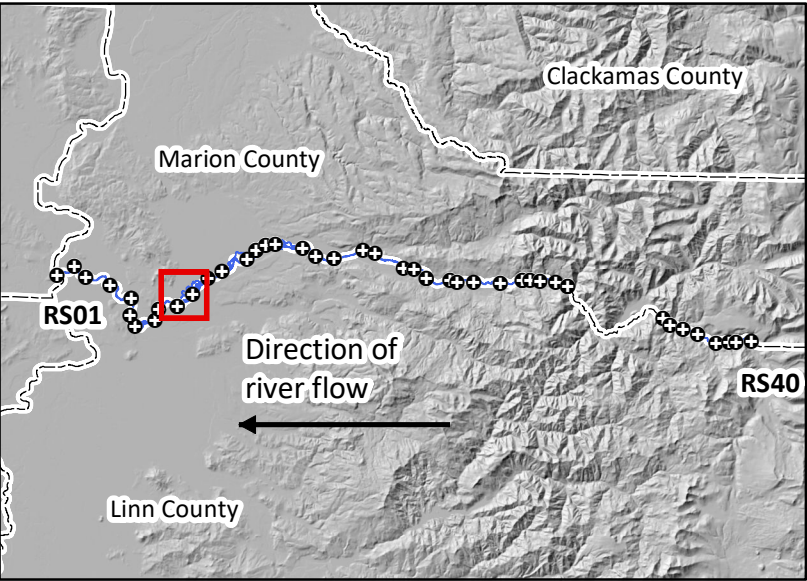 Clackamas County
Marion County
RS01
Direction of
river flow
RS40
Linn County